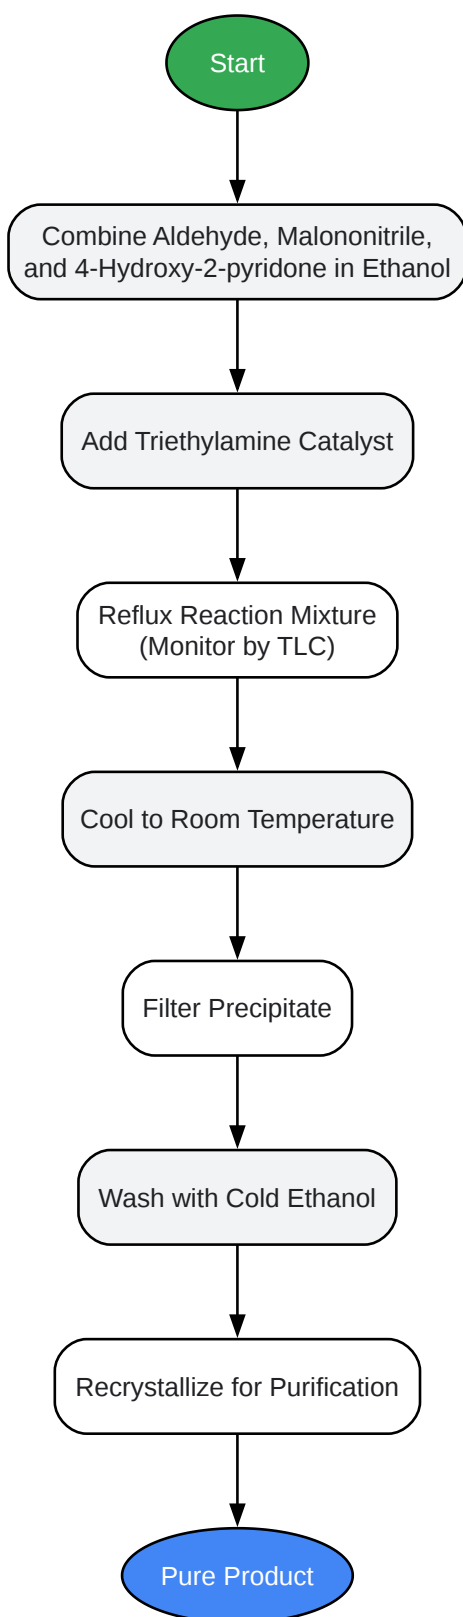 Start
Combine Aldehyde, Malononitrile,
and 4-Hydroxy-2-pyridone in Ethanol
Add Triethylamine Catalyst
Reflux Reaction Mixture
(Monitor by TLC)
Cool to Room Temperature
Filter Precipitate
Wash with Cold Ethanol
Recrystallize for Purification
Pure Product